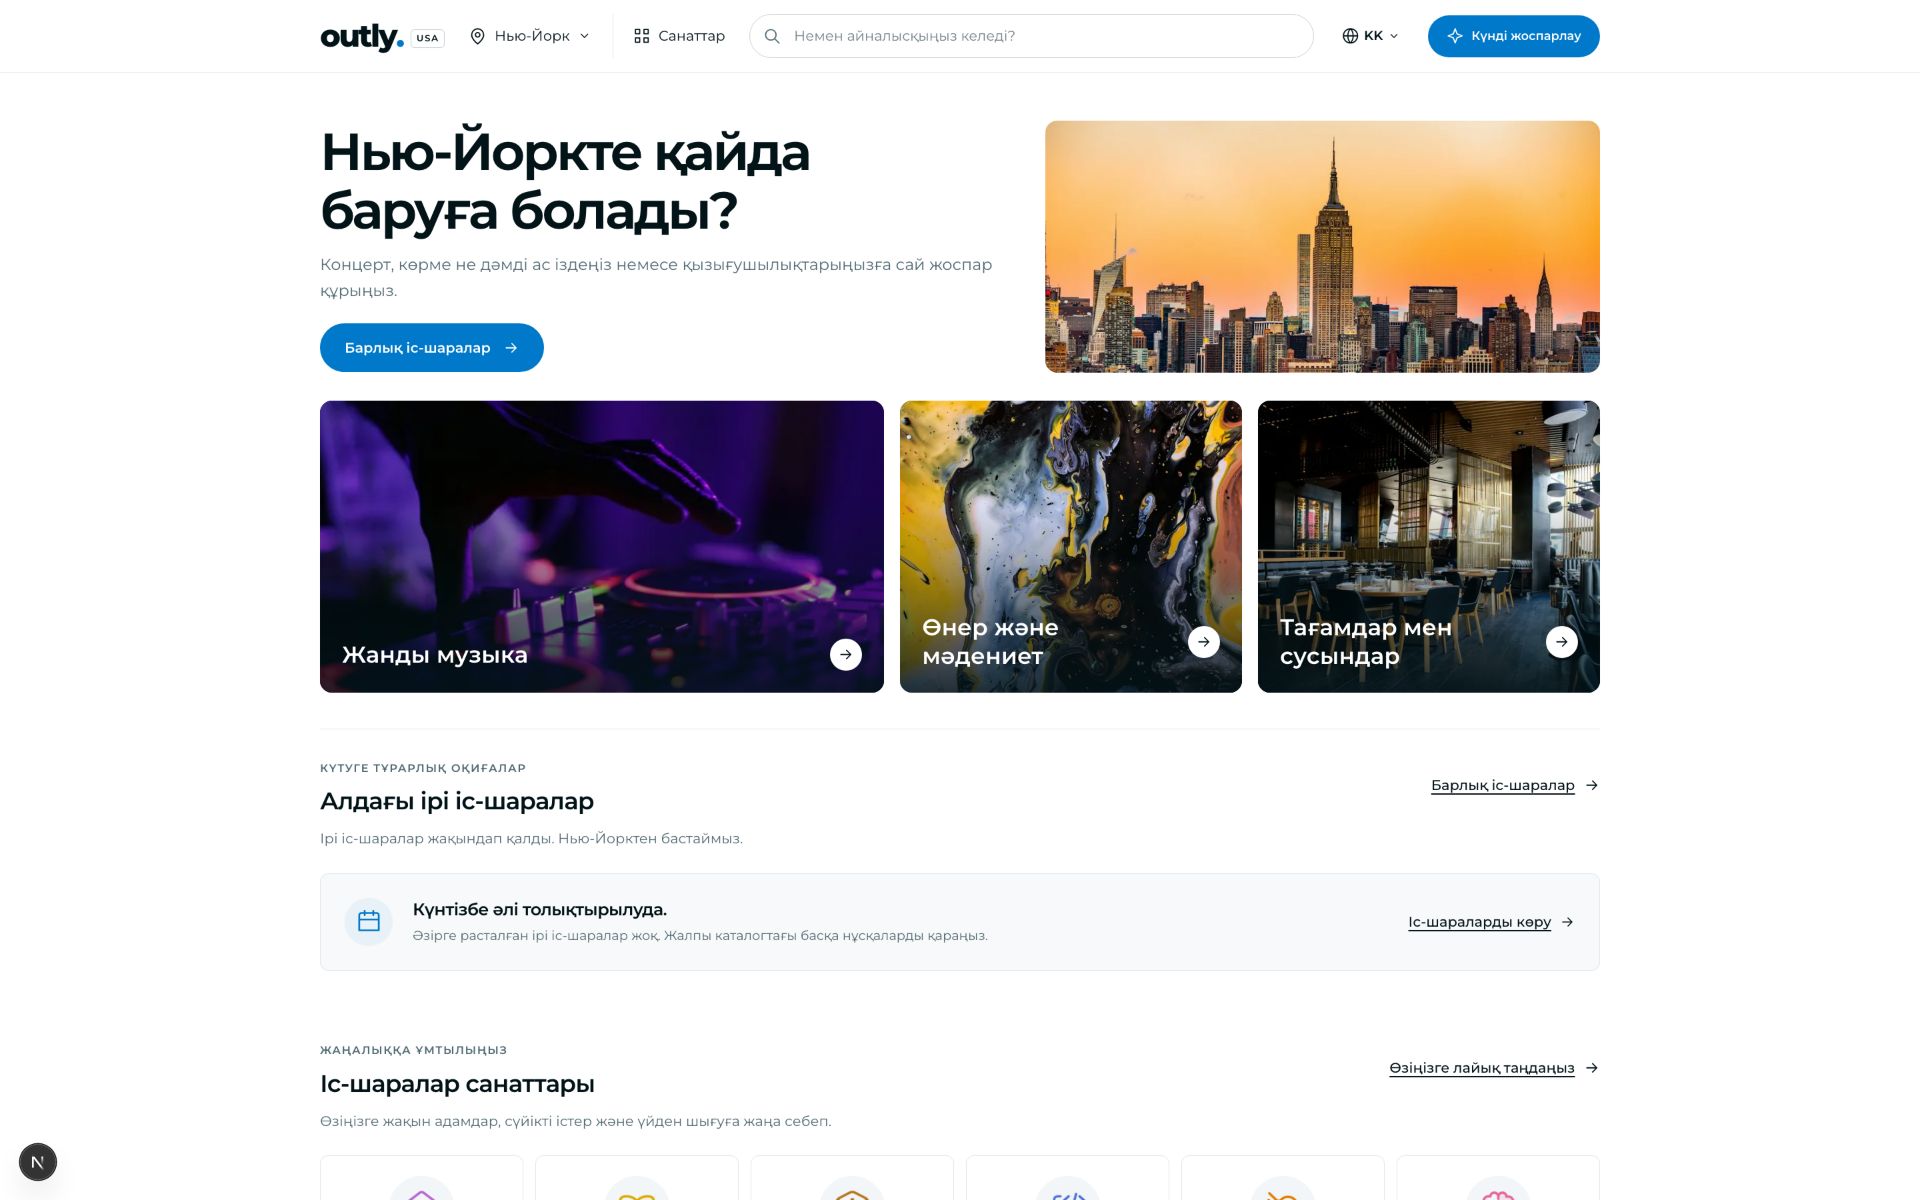 outly. USA
Нью-Йорк
Санаттар
Немен айналысқыңыз келеді?
KK
Күнді жоспарлау
Нью-Йоркте қайда
баруға болады?
Концерт, көрме не дәмді ас іздеңіз немесе қызығушылықтарыңызға сай жоспар
құрыңыз.
Барлық іс-шаралар
Жанды музыка
Өнер және
мәдениет
Тағамдар мен
сусындар
КҮТУГЕ ТҰРАРЛЫҚ ОҚИҒАЛАР
Алдағы ірі іс-шаралар
Барлық іс-шаралар
Ірі іс-шаралар жақындап қалды. Нью-Йорктен бастаймыз.
Күнтізбе әлі толықтырылуда.
Әзірге расталған ірі іс-шаралар жоқ. Жалпы каталогтағы басқа нұсқаларды қараңыз.
Іс-шараларды көру
ЖАҢАЛЫҚҚА ҰМТЫЛЫҢЫЗ
Іс-шаралар санаттары
Өзіңізге лайық таңдаңыз
Өзіңізге жақын адамдар, сүйікті істер және үйден шығуға жаңа себеп.
N